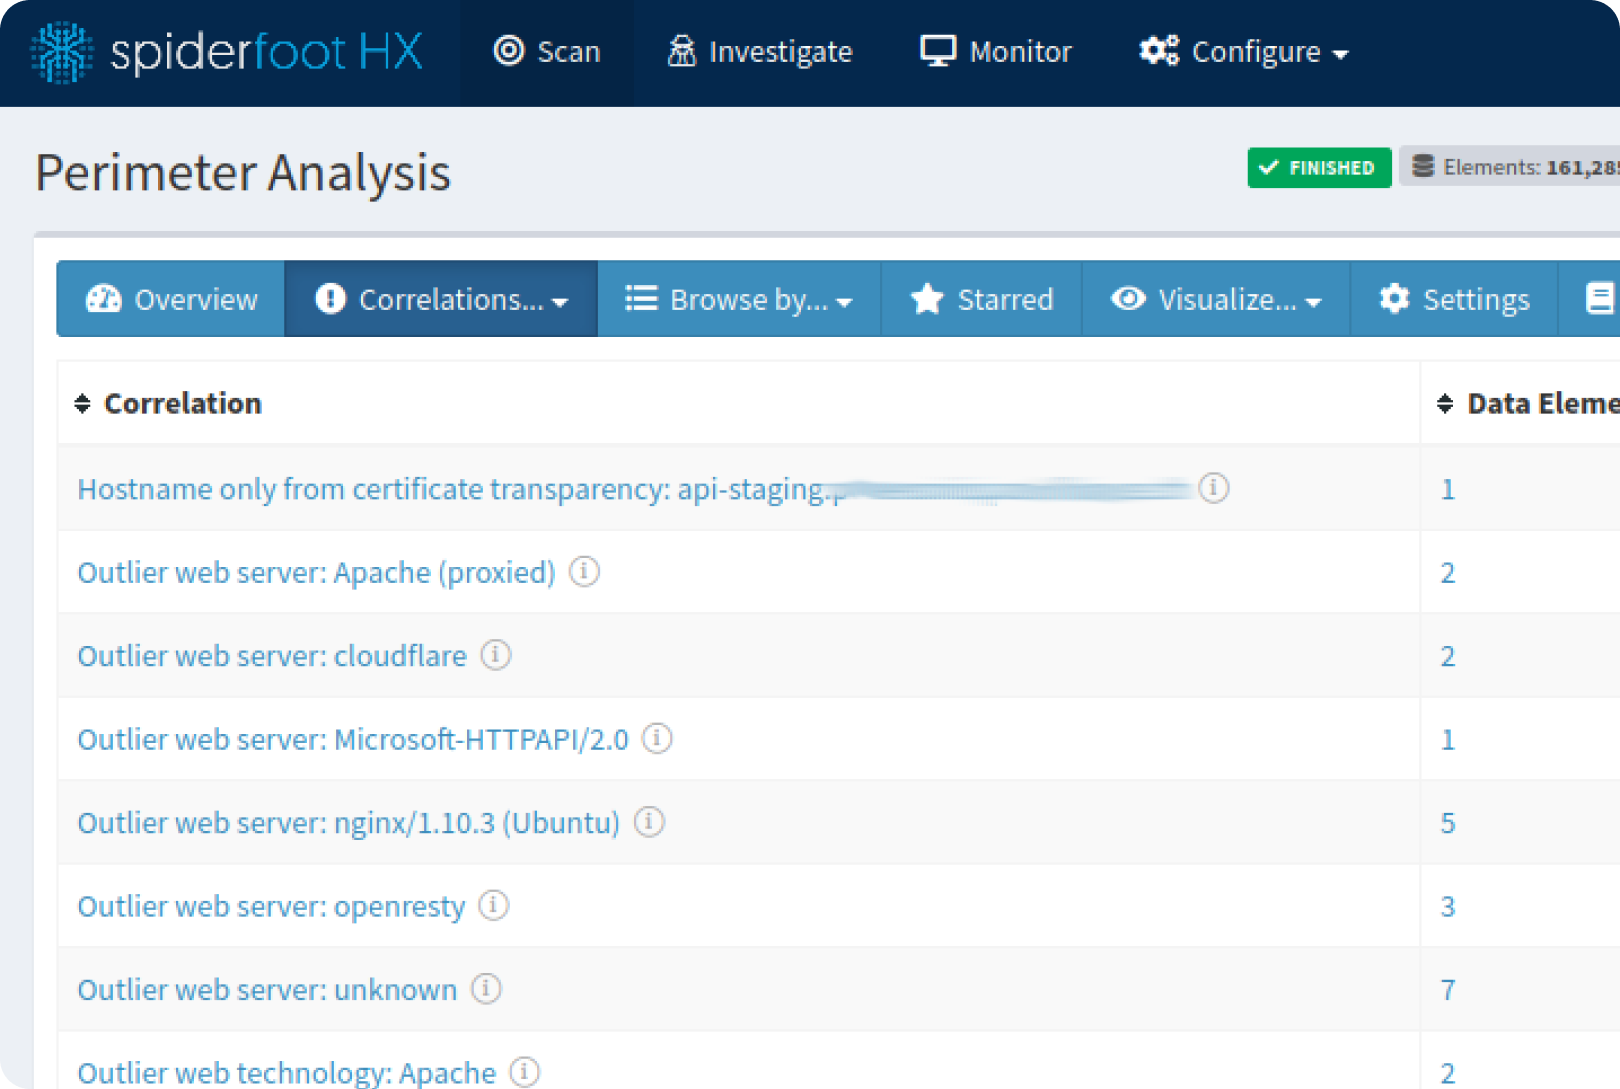 spiderfoot HX Scan Investigate Monitor Configure
Perimeter Analysis FINISHED Elements: 161,285
Overview Correlations... Browse by... Starred Visualize... Settings
Correlation Data Eleme
Hostname only from certificate transparency: api-staging. 1
Outlier web server: Apache (proxied) 2
Outlier web server: cloudflare 2
Outlier web server: Microsoft-HTTPAPI/2.0 1
Outlier web server: nginx/1.10.3 (Ubuntu) 5
Outlier web server: openresty 3
Outlier web server: unknown 7
Outlier web technology: Apache 2